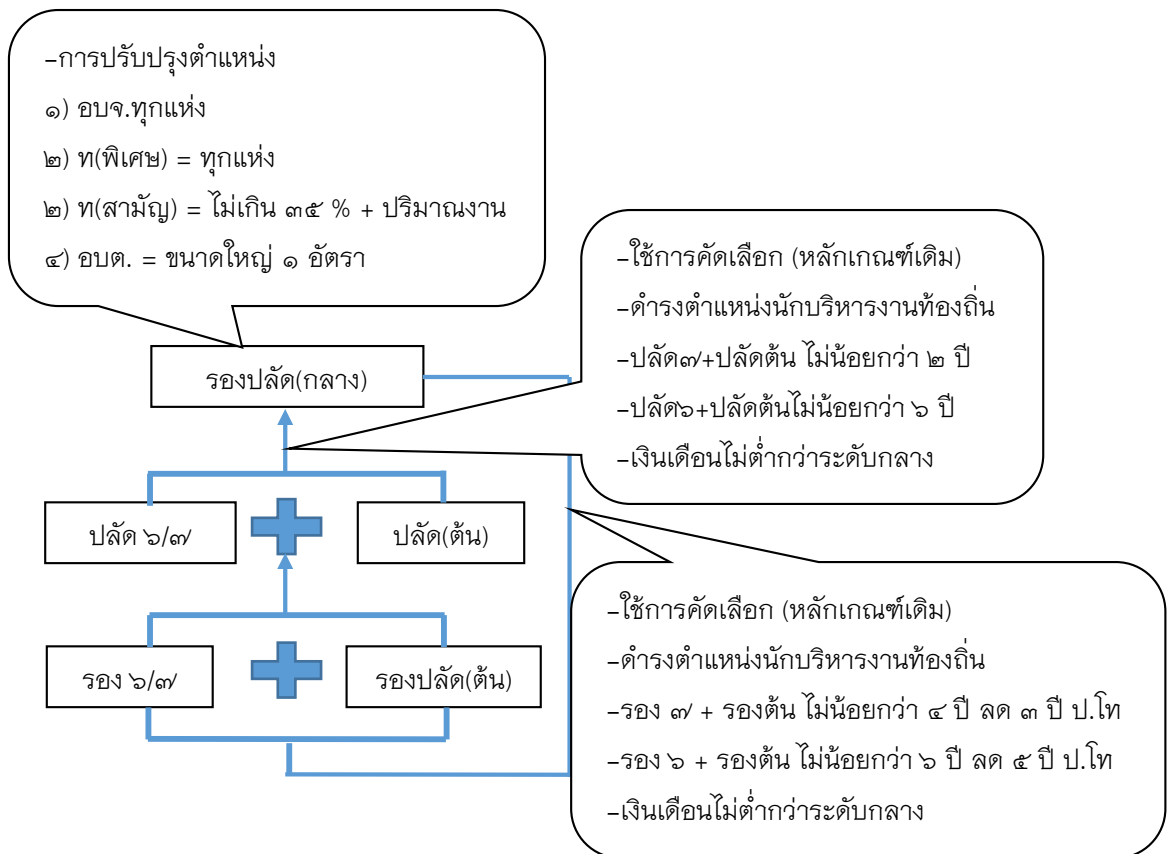 -การปรับปรุงตำแหน่ง
๑) อบจ.ทุกแห่ง
๒) ท(พิเศษ) = ทุกแห่ง
๒) ท(สามัญ) = ไม่เกิน ๓๕ % + ปริมาณงาน
๔) อบต. = ขนาดใหญ่ ๑ อัตรา
-ใช้การคัดเลือก (หลักเกณฑ์เดิม)
-ดำรงตำแหน่งนักบริหารงานท้องถิ่น
-ปลัด๗+ปลัดต้น ไม่น้อยกว่า ๒ ปี
-ปลัด๖+ปลัดต้นไม่น้อยกว่า ๖ ปี
-เงินเดือนไม่ต่ำกว่าระดับกลาง
รองปลัด(กลาง)
ปลัด ๖/๗
ปลัด(ต้น)
รอง ๖/๗
รองปลัด(ต้น)
-ใช้การคัดเลือก (หลักเกณฑ์เดิม)
-ดำรงตำแหน่งนักบริหารงานท้องถิ่น
-รอง ๗ + รองต้น ไม่น้อยกว่า ๔ ปี ลด ๓ ปี ป.โท
-รอง ๖ + รองต้น ไม่น้อยกว่า ๖ ปี ลด ๕ ปี ป.โท
-เงินเดือนไม่ต่ำกว่าระดับกลาง